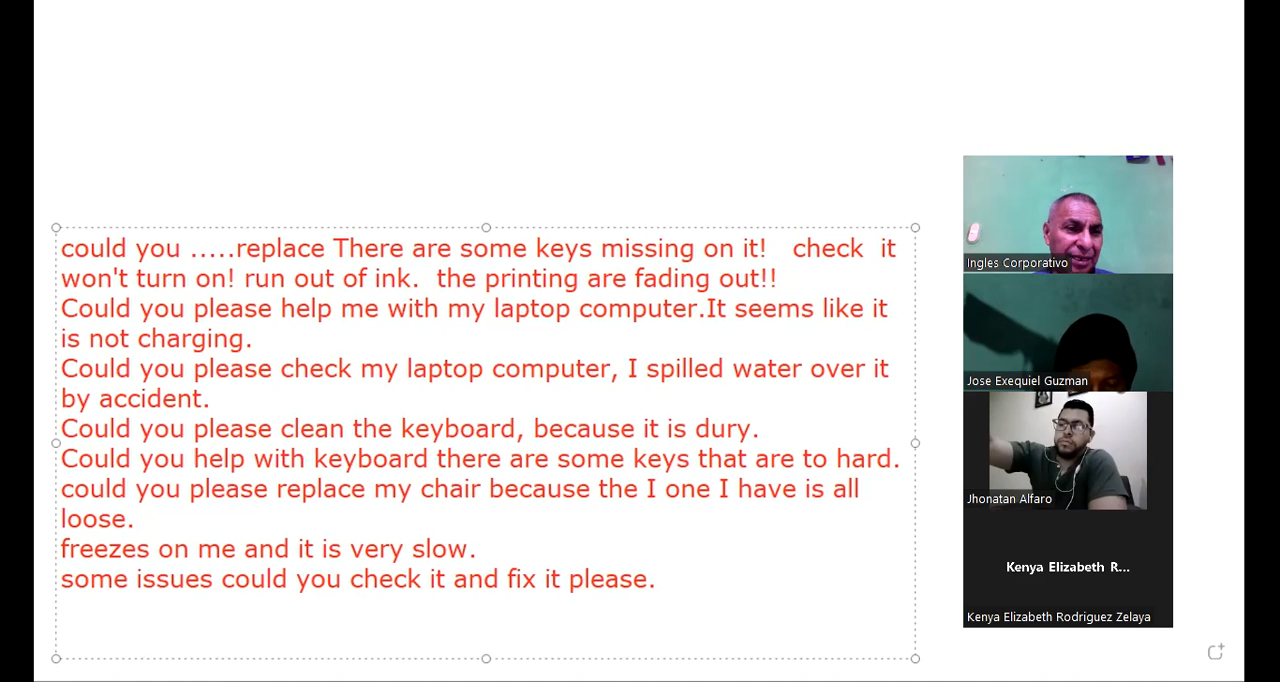 could you .....replace There are some keys missing on it!   check  it
won't turn on! run out of ink.  the printing are fading out!!
Could you please help me with my laptop computer.It seems like it
is not charging.
Could you please check my laptop computer, I spilled water over it
by accident.
Could you please clean the keyboard, because it is dury.
Could you help with keyboard there are some keys that are to hard.
could you please replace my chair because the I one I have is all
loose.
freezes on me and it is very slow.
some issues could you check it and fix it please.
Ingles Corporativo
Jose Exequiel Guzman
Jhonatan Alfaro
Kenya Elizabeth R...
Kenya Elizabeth Rodriguez Zelaya